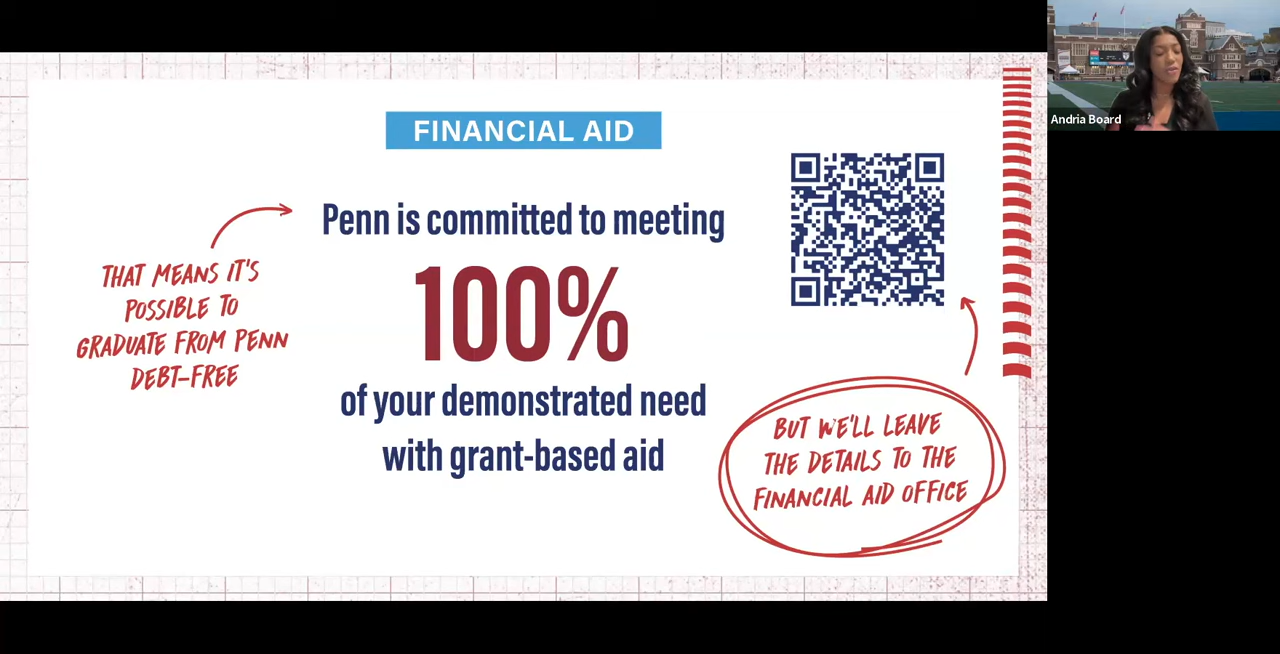 FINANCIAL AID
Penn is committed to meeting
100%
of your demonstrated need
with grant-based aid
THAT MEANS IT'S
POSSIBLE TO
GRADUATE FROM PENN
DEBT-FREE
BUT WE'LL LEAVE
THE DETAILS TO THE
FINANCIAL AID OFFICE
Andria Board